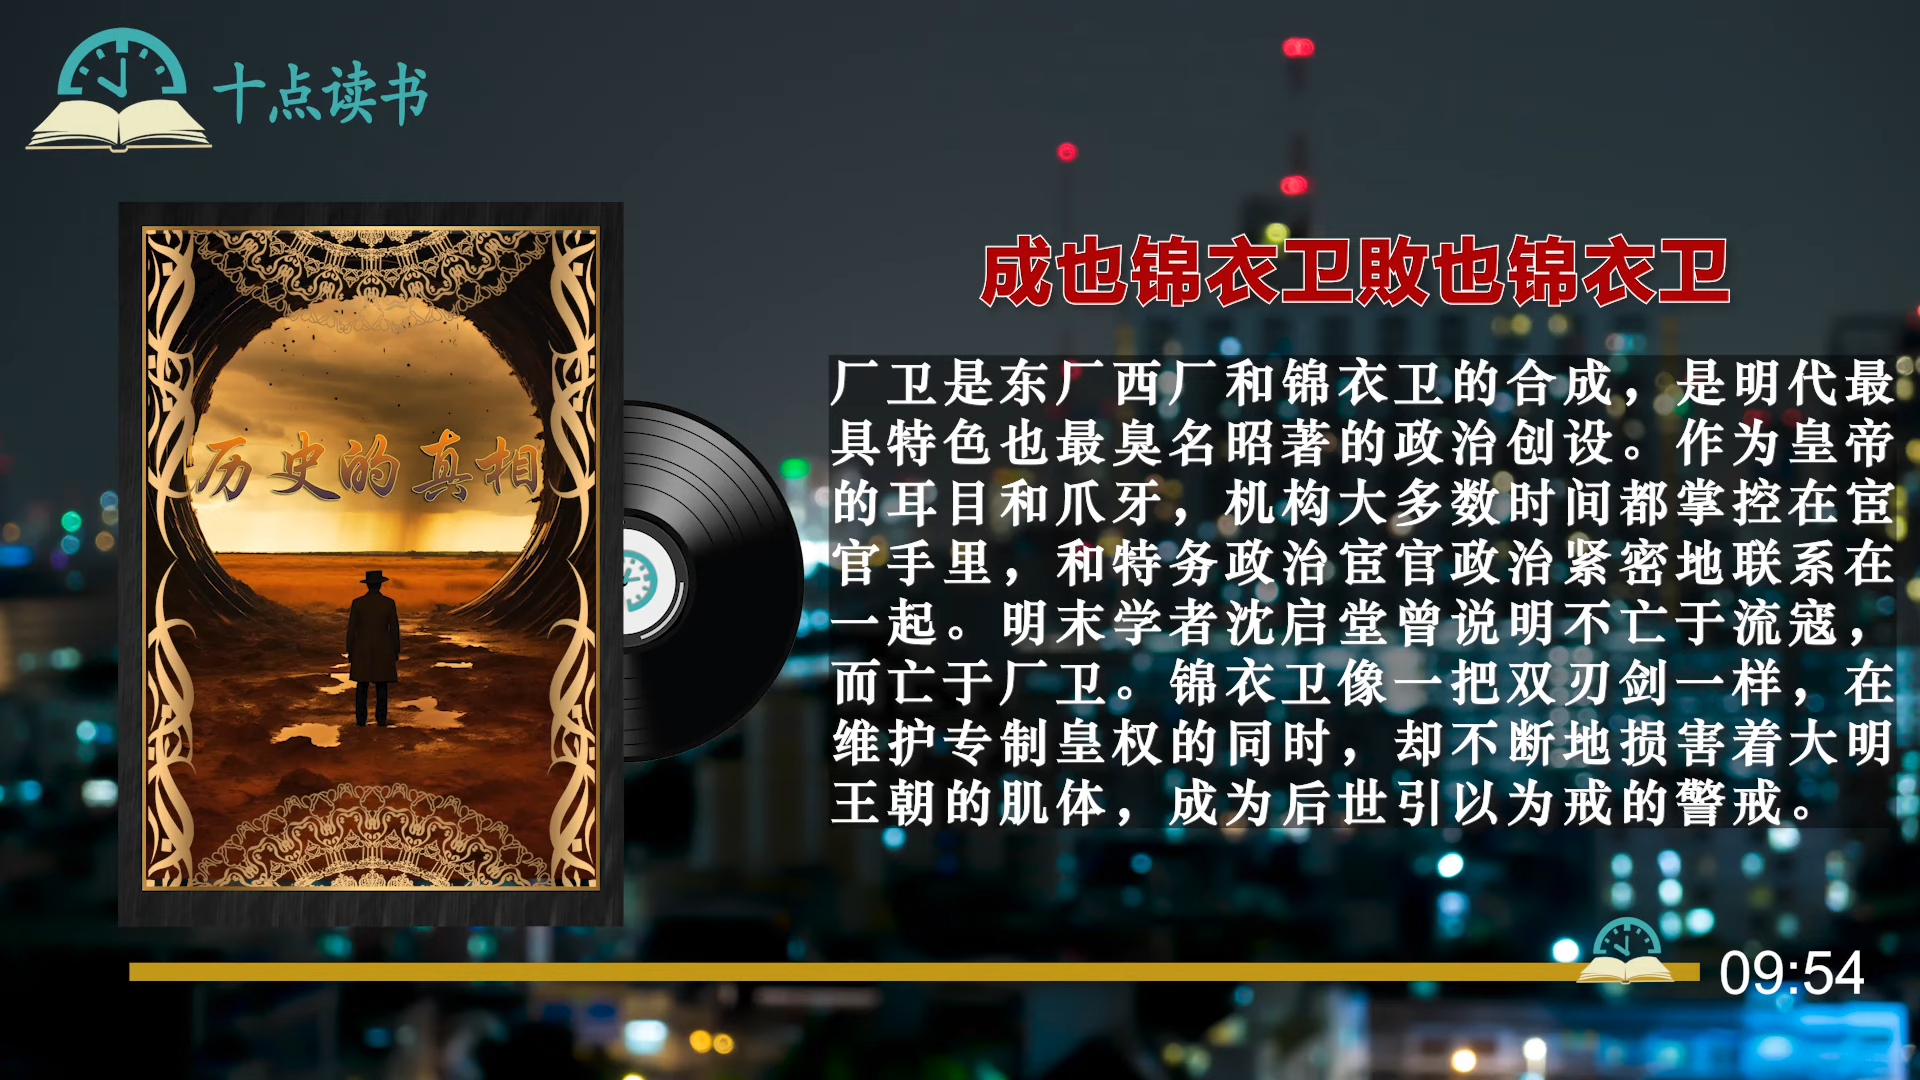 十点读书
历史的真相
成也锦衣卫敗也锦衣卫
厂卫是东厂西厂和锦衣卫的合成，是明代最
具特色也最臭名昭著的政治创设。作为皇帝
的耳目和爪牙，机构大多数时间都掌控在宦
官手里，和特务政治宦官政治紧密地联系在
一起。明末学者沈启堂曾说明不亡于流寇，
而亡于厂卫。锦衣卫像一把双刃剑一样，在
维护专制皇权的同时，却不断地损害着大明
王朝的肌体，成为后世引以为戒的警戒。
09:54